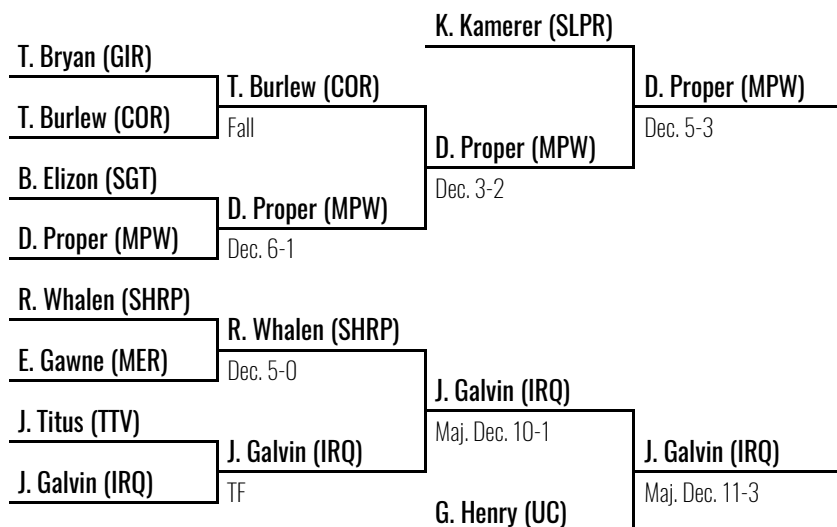 K. Kamerer (SLPR)
T. Bryan (GIR)
T. Burlew (COR)
D. Proper (MPW)
T. Burlew (COR)
Fall
Dec. 5-3
D. Proper (MPW)
B. Elizon (SGT)
Dec. 3-2
D. Proper (MPW)
D. Proper (MPW)
Dec. 6-1
R. Whalen (SHRP)
R. Whalen (SHRP)
E. Gawne (MER)
Dec. 5-0
J. Galvin (IRQ)
J. Titus (TTV)
Maj. Dec. 10-1
J. Galvin (IRQ)
J. Galvin (IRQ)
J. Galvin (IRQ)
TF
Maj. Dec. 11-3
G. Henry (UC)